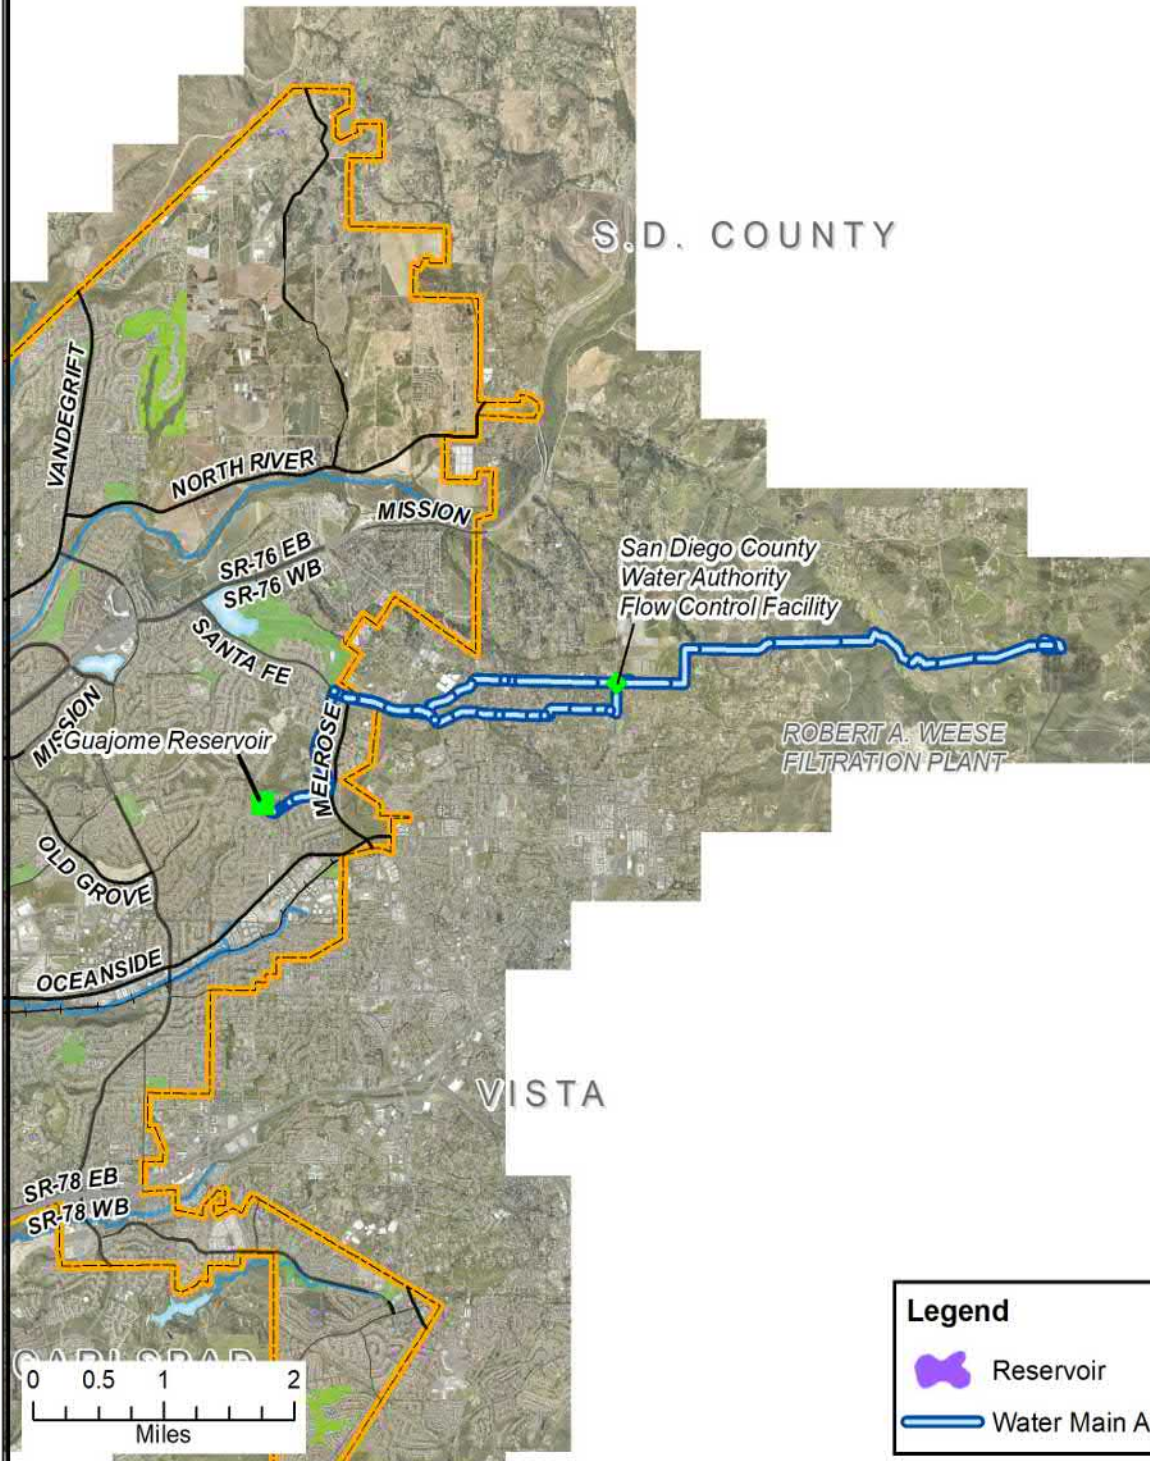 S.D. COUNTY
VANDEGRIFT
NORTH RIVER
MISSION
SR-76 EB
SR-76 WB
San Diego County
Water Authority
Flow Control Facility
SANTA FE
MISSION
Guajome Reservoir
MELROSE
ROBERT A. WEESE
FILTRATION PLANT
OLD GROVE
OCEANSIDE
VISTA
SR-78 EB
SR-78 WB
CARLSBAD
0 0.5 1 2
Miles
Legend
Reservoir
Water Main A